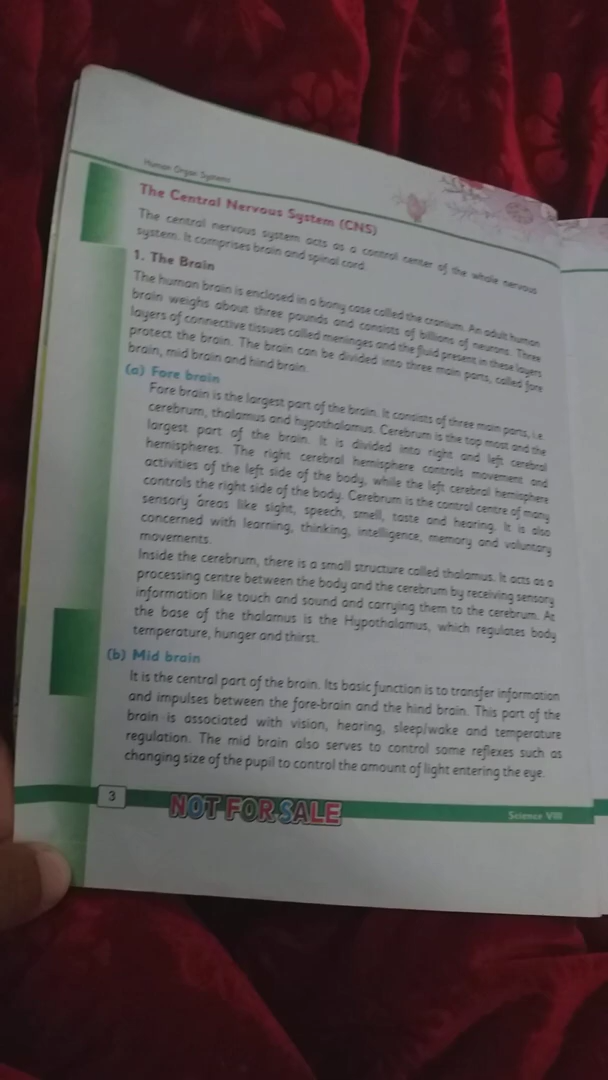 Human Organ Systems
The Central Nervous System (CNS)
The central nervous system acts as a control center of the whole nervous
system. It comprises brain and spinal cord.
1. The Brain
The human brain is enclosed in a bony case called the cranium. An adult human
brain weighs about three pounds and consists of billions of neurons. Three
layers of connective tissues called meninges and the fluid present in these layers
protect the brain. The brain can be divided into three main parts, called fore
brain, mid brain and hind brain.
(a) Fore brain
Fore brain is the largest part of the brain. It consists of three main parts, i.e
cerebrum, thalamus and hypothalamus. Cerebrum is the top most and the
largest part of the brain. It is divided into right and left cerebral
hemispheres. The right cerebral hemisphere controls movement and
activities of the left side of the body, while the left cerebral hemisphere
controls the right side of the body. Cerebrum is the control centre of many
sensory areas like sight, speech, smell, taste and hearing. It is also
concerned with learning, thinking, intelligence, memory and voluntary
movements.
Inside the cerebrum, there is a small structure called thalamus. It acts as a
processing centre between the body and the cerebrum by receiving sensory
information like touch and sound and carrying them to the cerebrum. At
the base of the thalamus is the Hypothalamus, which regulates body
temperature, hunger and thirst.
(b) Mid brain
It is the central part of the brain. Its basic function is to transfer information
and impulses between the fore-brain and the hind brain. This part of the
brain is associated with vision, hearing, sleep/wake and temperature
regulation. The mid brain also serves to control some reflexes such as
changing size of the pupil to control the amount of light entering the eye.
3
NOT FOR SALE
Science VIII